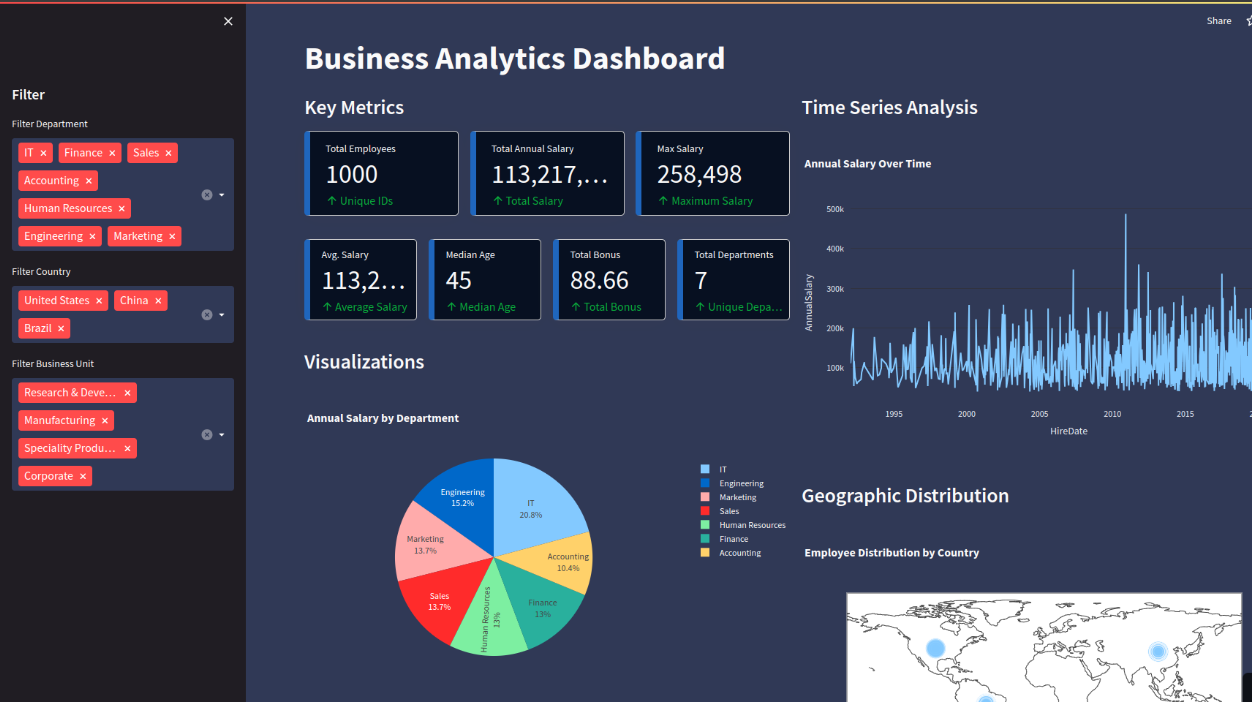 Share
Filter
Filter Department
IT × Finance × Sales ×
Accounting ×
Human Resources ×
Engineering × Marketing ×
Filter Country
United States × China ×
Brazil ×
Filter Business Unit
Research & Deve... ×
Manufacturing ×
Speciality Produ... ×
Corporate ×
Business Analytics Dashboard
Key Metrics
Total Employees
1000
↑ Unique IDs
Total Annual Salary
113,217,...
↑ Total Salary
Max Salary
258,498
↑ Maximum Salary
Avg. Salary
113,2...
↑ Average Salary
Median Age
45
↑ Median Age
Total Bonus
88.66
↑ Total Bonus
Total Departments
7
↑ Unique Depa...
Visualizations
Annual Salary by Department
Engineering
15.2%
IT
20.8%
Marketing
13.7%
Accounting
10.4%
Sales
13.7%
Human Resources
13%
Finance
13%
IT
Engineering
Marketing
Sales
Human Resources
Finance
Accounting
Time Series Analysis
Annual Salary Over Time
500k
400k
300k
200k
100k
AnnualSalary
1995 2000 2005 2010 2015
HireDate
Geographic Distribution
Employee Distribution by Country